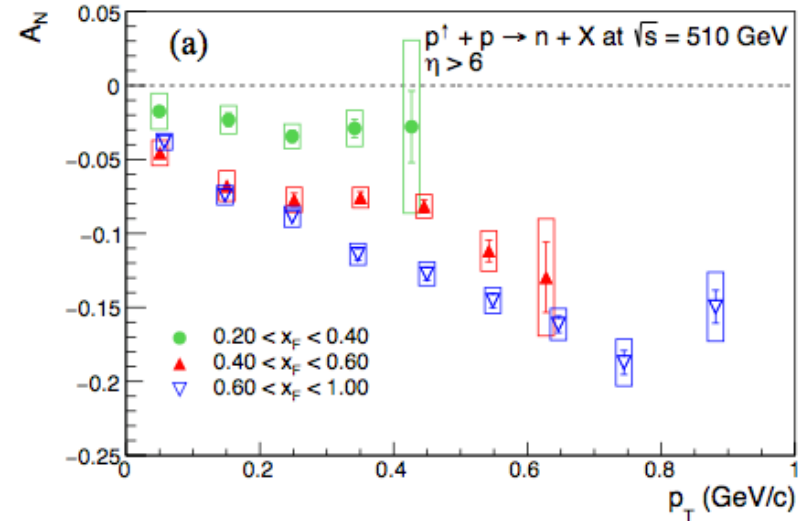 A_N
0.05
0
−0.05
−0.1
−0.15
−0.2
−0.25
(a)
p↑ + p → n + X at √s = 510 GeV
η > 6
0.20 < x_F < 0.40
0.40 < x_F < 0.60
0.60 < x_F < 1.00
0 0.2 0.4 0.6 0.8 1
p_T (GeV/c)